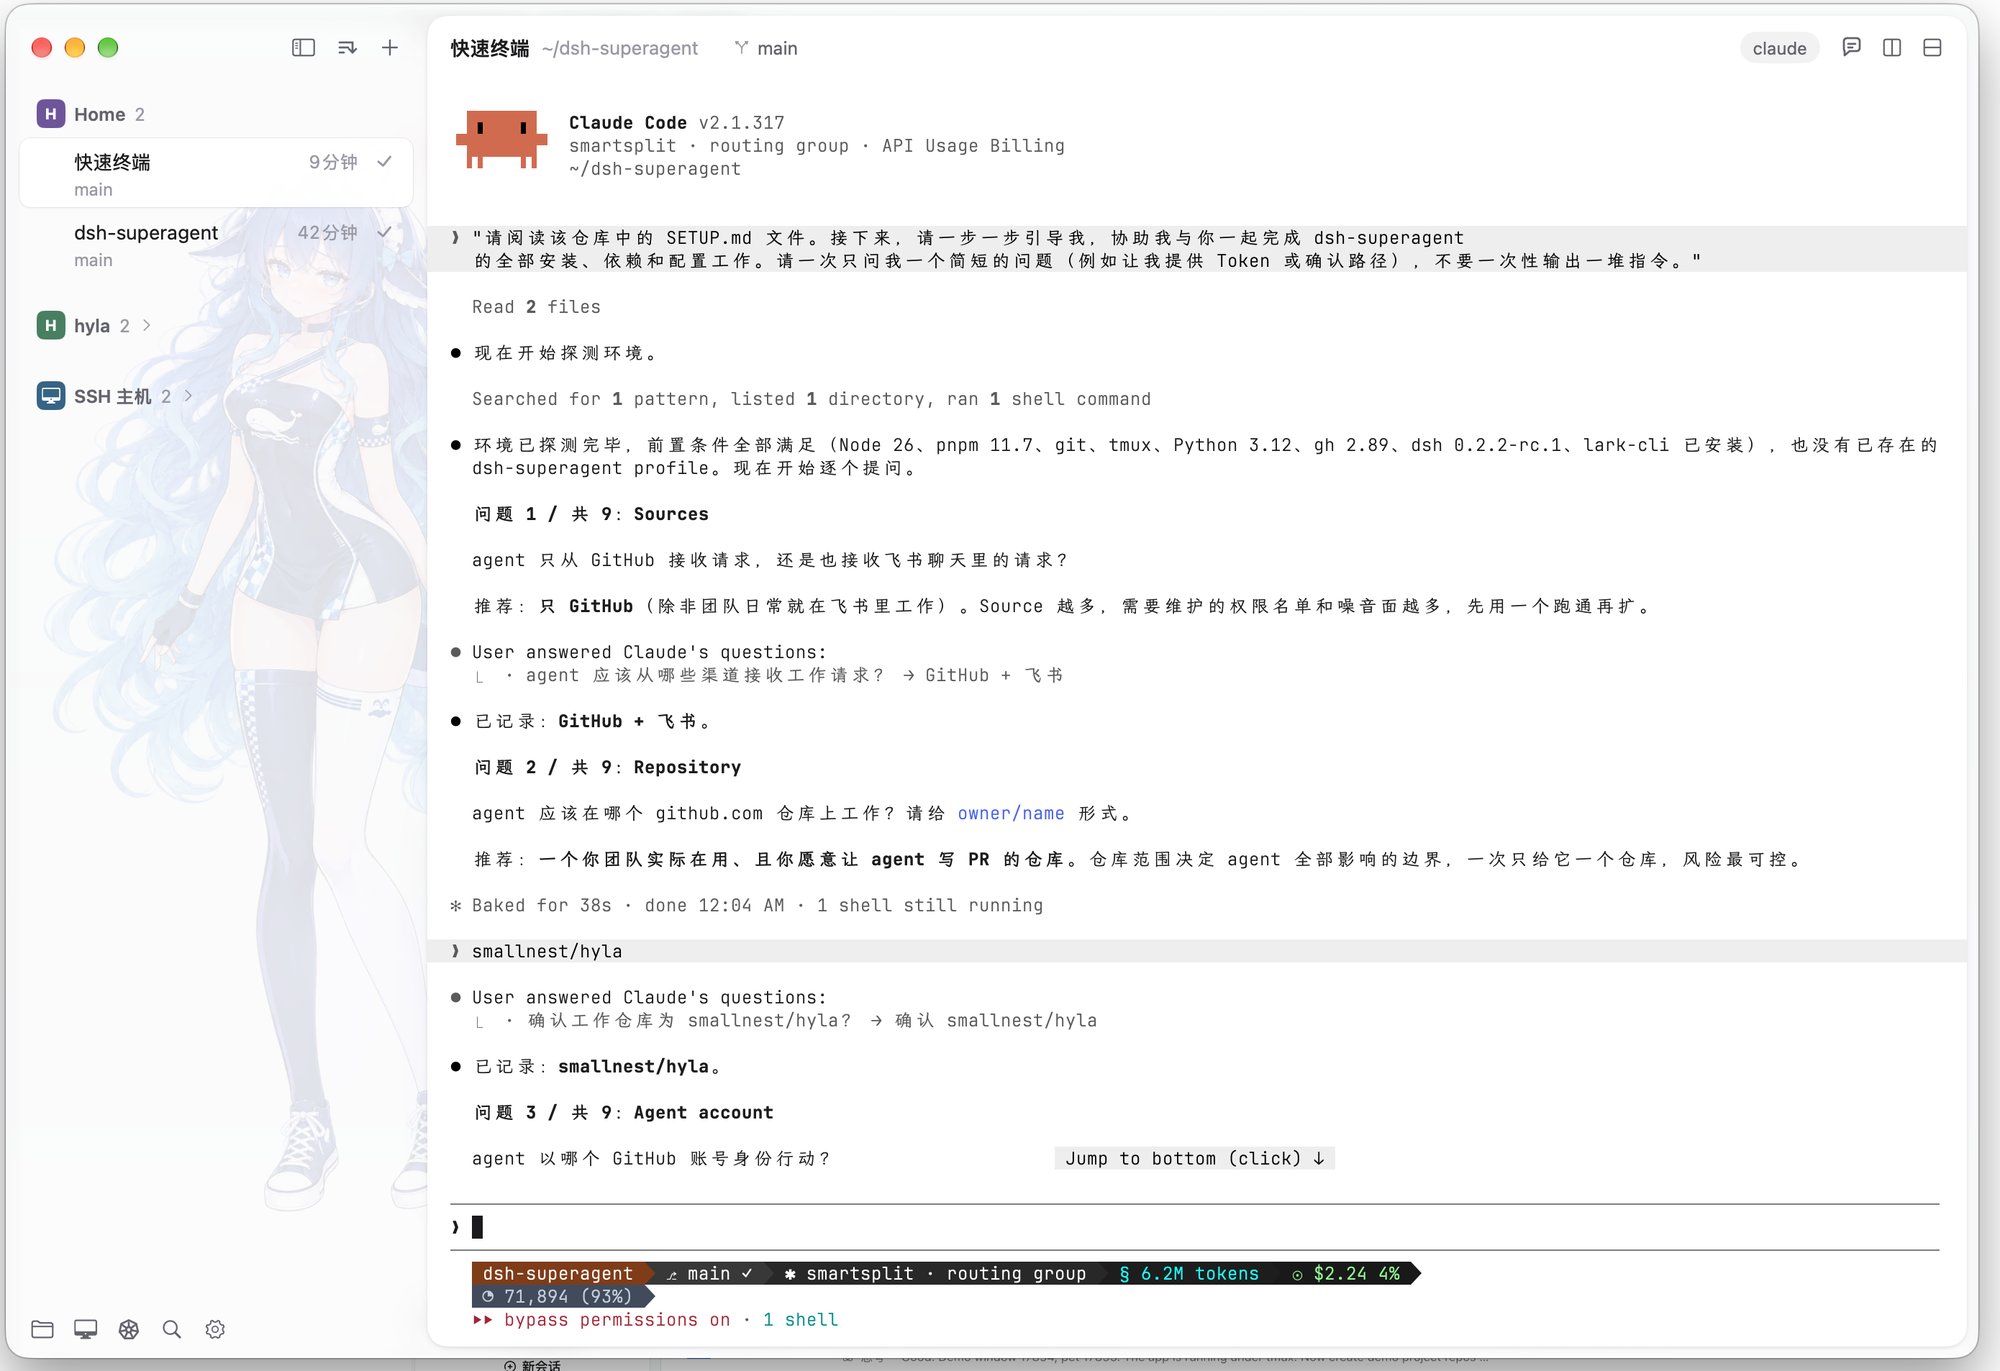 快速终端 ~/dsh-superagent main
claude
H Home 2
快速终端 9分钟
main
dsh-superagent 42分钟
main
H hyla 2
SSH 主机 2
Claude Code v2.1.317
smartsplit · routing group · API Usage Billing
~/dsh-superagent
❯ "请阅读该仓库中的 SETUP.md 文件。接下来，请一步一步引导我，协助我与你一起完成 dsh-superagent
的全部安装、依赖和配置工作。请一次只问我一个简短的问题（例如让我提供 Token 或确认路径），不要一次性输出一堆指令。"
Read 2 files
● 现在开始探测环境。
Searched for 1 pattern, listed 1 directory, ran 1 shell command
● 环境已探测完毕，前置条件全部满足（Node 26、pnpm 11.7、git、tmux、Python 3.12、gh 2.89、dsh 0.2.2-rc.1、lark-cli 已安装），也没有已存在的
dsh-superagent profile。现在开始逐个提问。
问题 1 / 共 9: Sources
agent 只从 GitHub 接收请求，还是也接收飞书聊天里的请求？
推荐：只 GitHub（除非团队日常就在飞书里工作）。Source 越多，需要维护的权限名单和噪音面越多，先用一个跑通再扩。
● User answered Claude's questions:
⎿ · agent 应该从哪些渠道接收工作请求？ → GitHub + 飞书
● 已记录：GitHub + 飞书。
问题 2 / 共 9: Repository
agent 应该在哪个 github.com 仓库上工作？请给 owner/name 形式。
推荐：一个你团队实际在用、且你愿意让 agent 写 PR 的仓库。仓库范围决定 agent 全部影响的边界，一次只给它一个仓库，风险最可控。
✻ Baked for 38s · done 12:04 AM · 1 shell still running
❯ smallnest/hyla
● User answered Claude's questions:
⎿ · 确认工作仓库为 smallnest/hyla？ → 确认 smallnest/hyla
● 已记录：smallnest/hyla。
问题 3 / 共 9: Agent account
agent 以哪个 GitHub 账号身份行动？
Jump to bottom (click) ↓
❯
dsh-superagent main ✓ ✱ smartsplit · routing group § 6.2M tokens ⊙ $2.24 4%
71,894 (93%)
⏵⏵ bypass permissions on · 1 shell
新会话